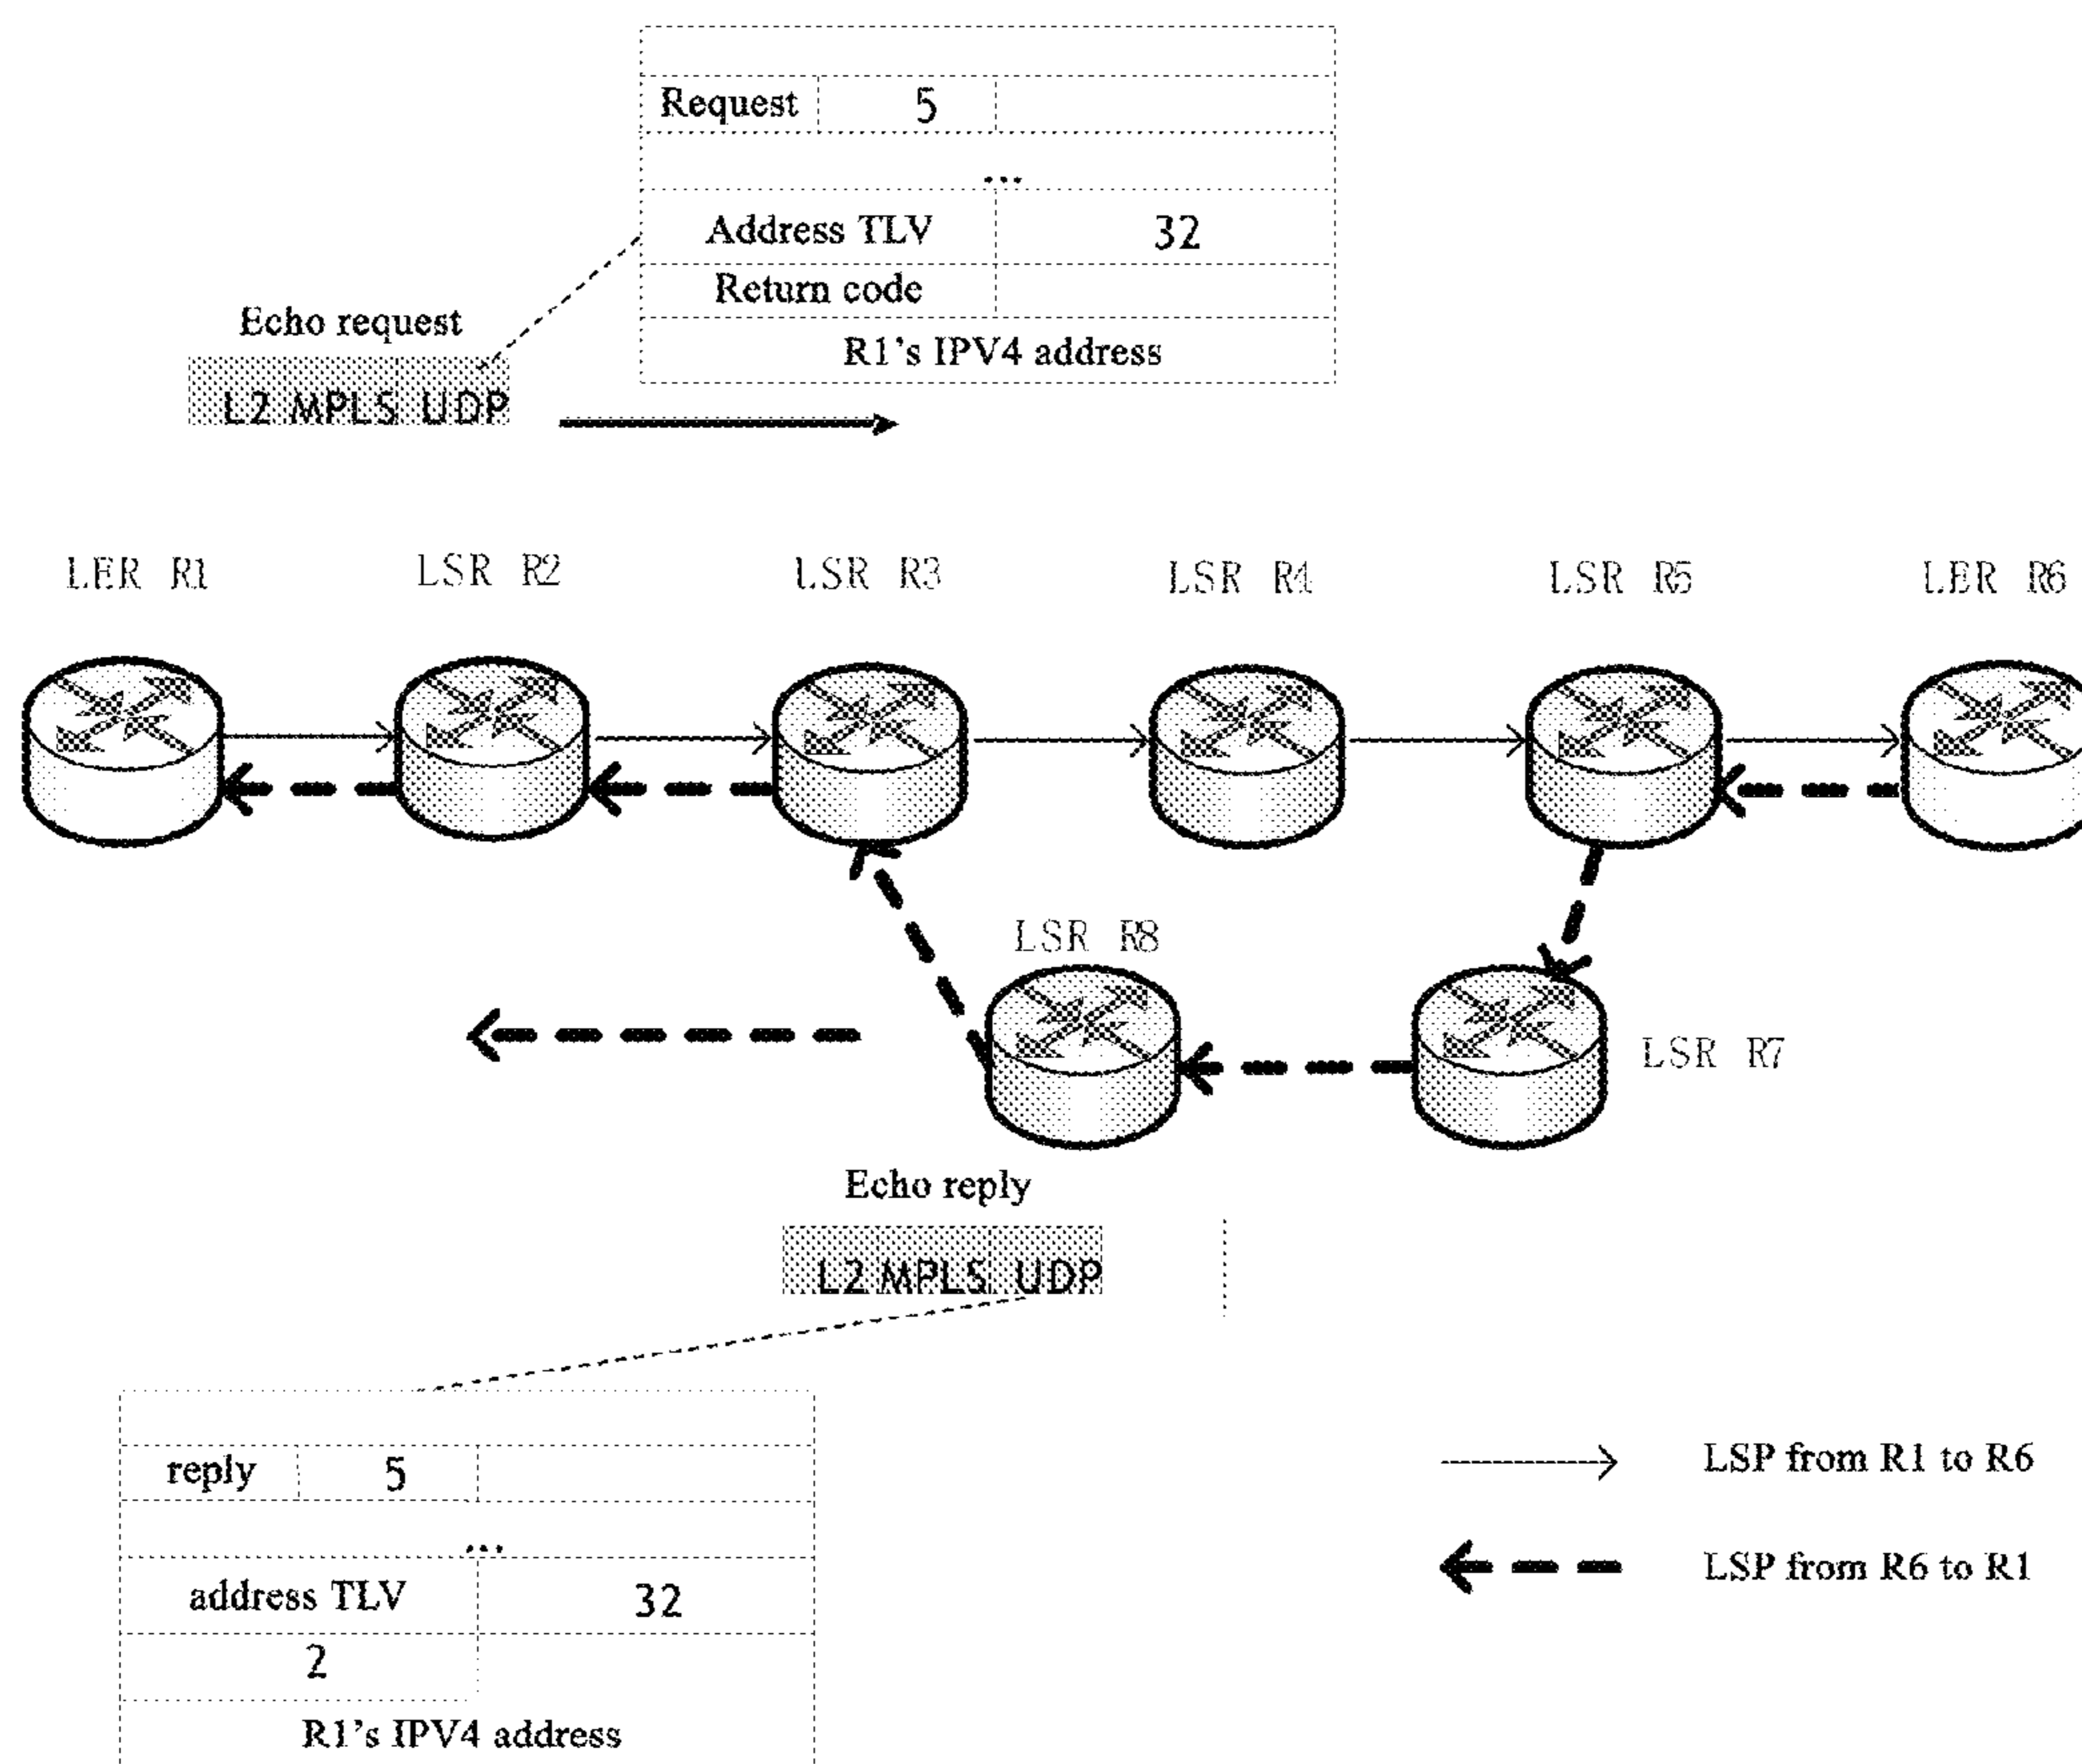 Request 5
...
Address TLV 32
Return code
R1's IPV4 address
Echo request
L2 MPLS UDP
LER R1 LSR R2 LSR R3 LSR R4 LSR R5 LER R6
LSR R8
LSR R7
Echo reply
L2 MPLS UDP
reply 5
...
address TLV 32
2
R1's IPV4 address
LSP from R1 to R6
LSP from R6 to R1